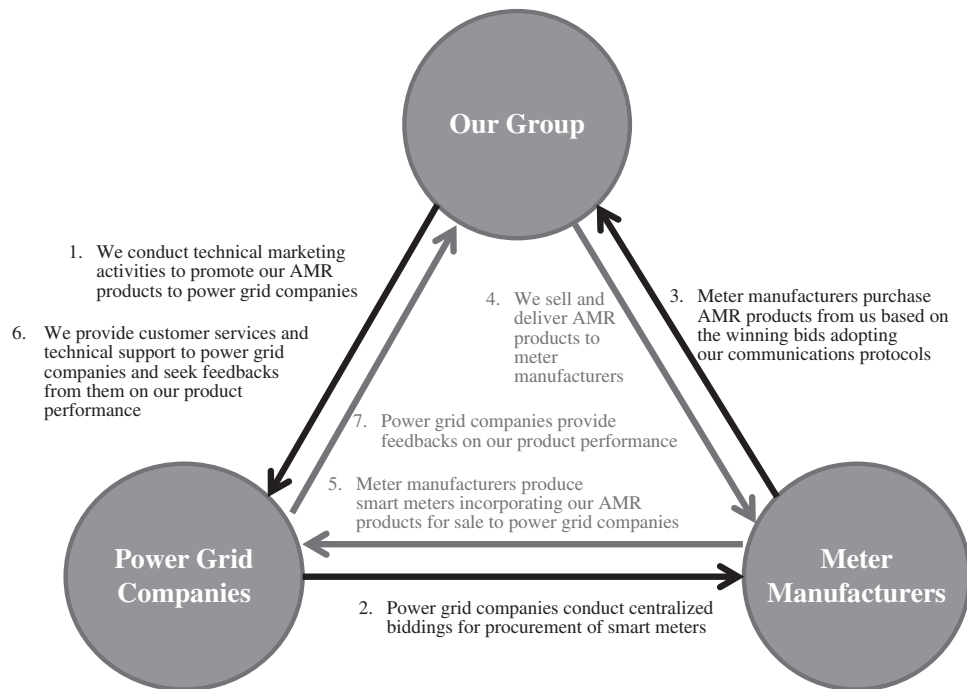 Our Group
1. We conduct technical marketing
activities to promote our AMR
products to power grid companies
6. We provide customer services and
technical support to power grid
companies and seek feedbacks
from them on our product
performance
4. We sell and
deliver AMR
products to
meter
manufacturers
3. Meter manufacturers purchase
AMR products from us based on
the winning bids adopting
our communications protocols
7. Power grid companies provide
feedbacks on our product performance
5. Meter manufacturers produce
smart meters incorporating our AMR
products for sale to power grid companies
Power Grid
Companies
Meter
Manufacturers
2. Power grid companies conduct centralized
biddings for procurement of smart meters